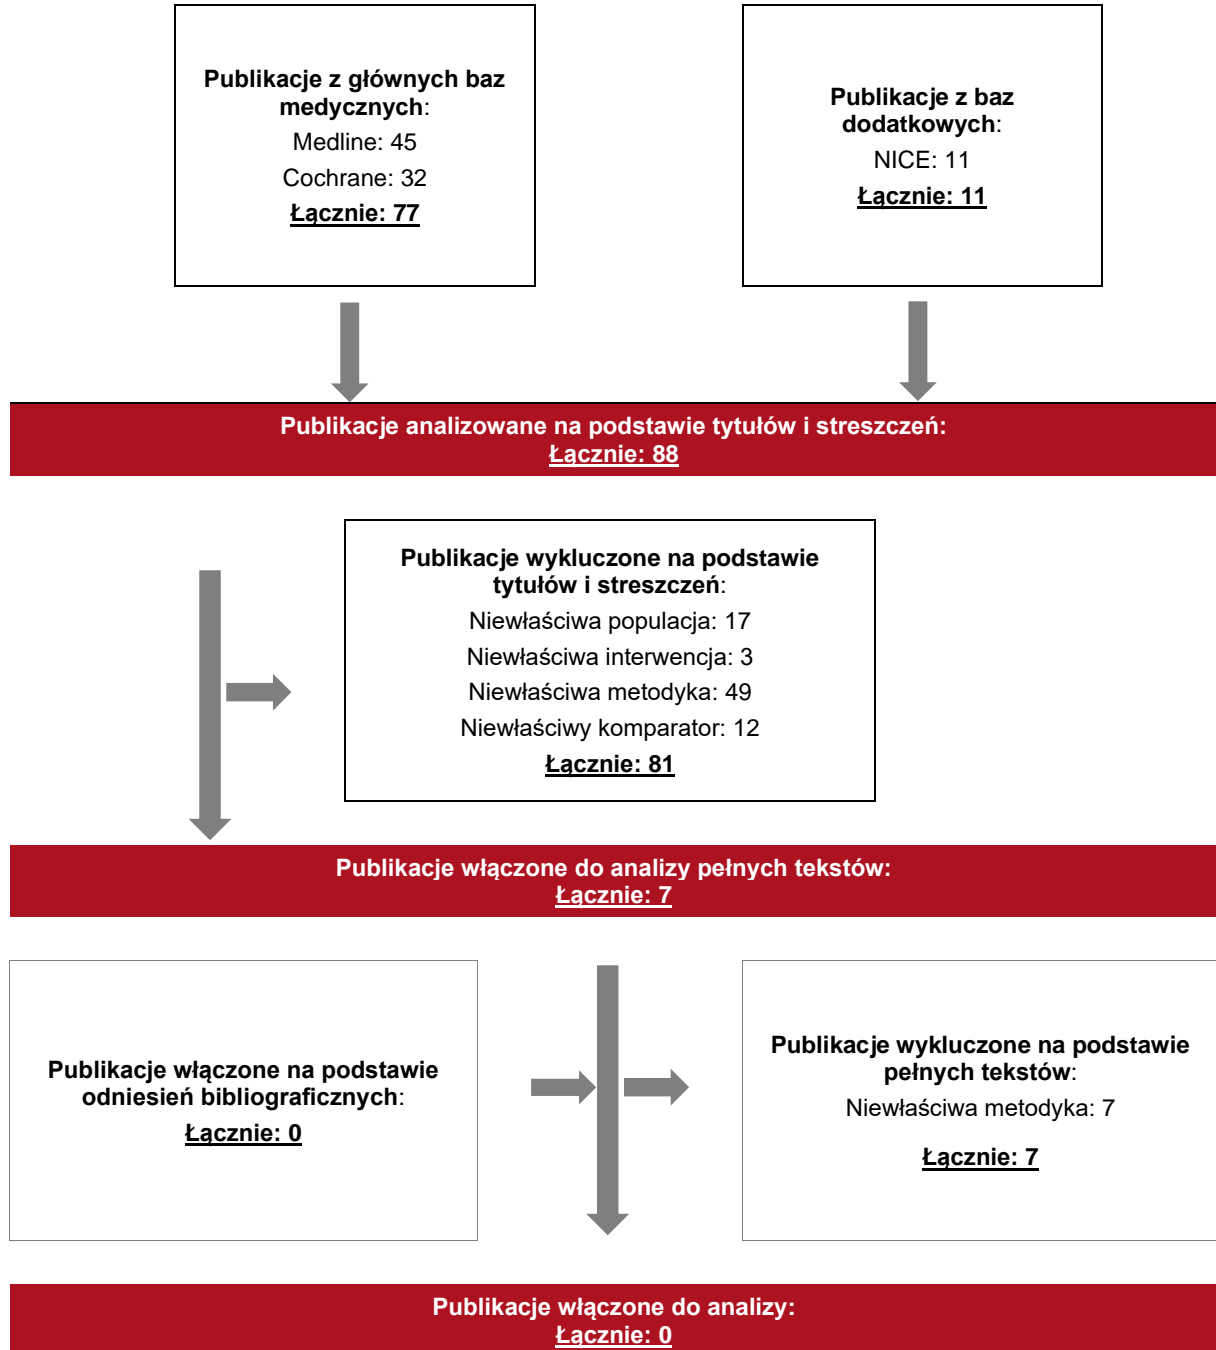 Publikacje z głównych baz
medycznych:
Medline: 45
Cochrane: 32
Łącznie: 77
Publikacje z baz
dodatkowych:
NICE: 11
Łącznie: 11
Publikacje analizowane na podstawie tytułów i streszczeń:
Łącznie: 88
Publikacje wykluczone na podstawie
tytułów i streszczeń:
Niewłaściwa populacja: 17
Niewłaściwa interwencja: 3
Niewłaściwa metodyka: 49
Niewłaściwy komparator: 12
Łącznie: 81
Publikacje włączone do analizy pełnych tekstów:
Łącznie: 7
Publikacje włączone na podstawie
odniesień bibliograficznych:
Łącznie: 0
Publikacje wykluczone na podstawie
pełnych tekstów:
Niewłaściwa metodyka: 7
Łącznie: 7
Publikacje włączone do analizy:
Łącznie: 0